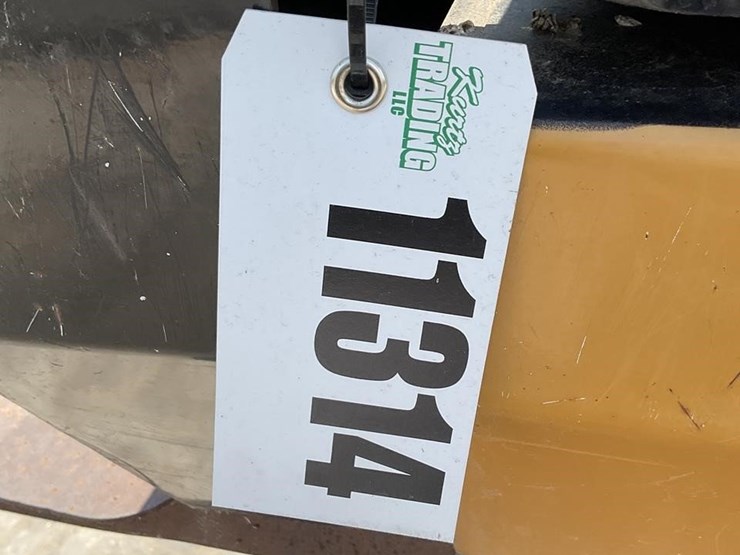 Kurtz
TRADING
LLC
11314